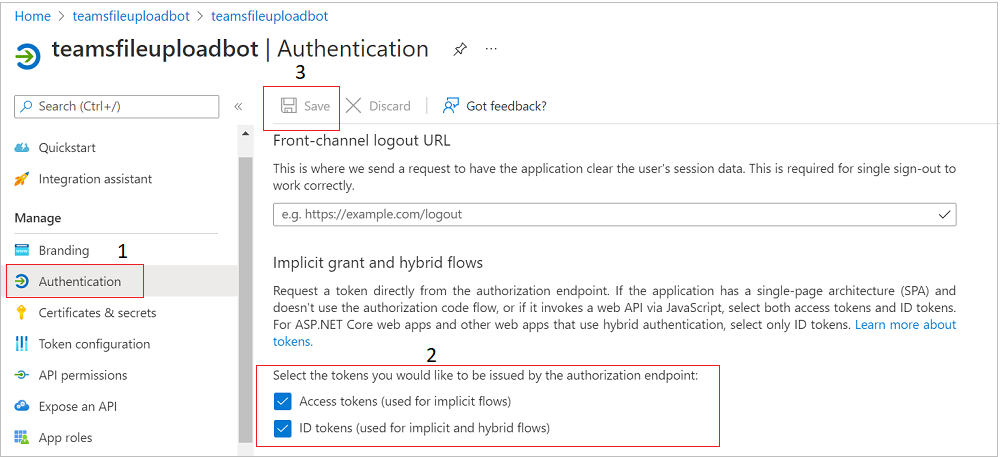 Home > teamsfileuploadbot > teamsfileuploadbot
teamsfileuploadbot | Authentication
3
Search (Ctrl+/)
«
Save
Discard
Got feedback?
Quickstart
Integration assistant
Manage
Branding
1
Authentication
Certificates & secrets
Token configuration
API permissions
Expose an API
App roles
Front-channel logout URL
This is where we send a request to have the application clear the user's session data. This is required for single sign-out to
work correctly.
e.g. https://example.com/logout
Implicit grant and hybrid flows
Request a token directly from the authorization endpoint. If the application has a single-page architecture (SPA) and
doesn't use the authorization code flow, or if it invokes a web API via JavaScript, select both access tokens and ID tokens.
For ASP.NET Core web apps and other web apps that use hybrid authentication, select only ID tokens. Learn more about
tokens.
2
Select the tokens you would like to be issued by the authorization endpoint:
Access tokens (used for implicit flows)
ID tokens (used for implicit and hybrid flows)